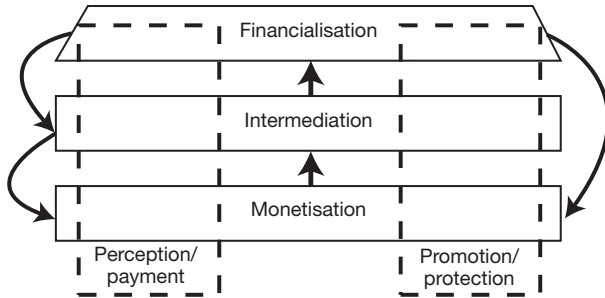 Financialisation
Intermediation
Monetisation
Perception/
payment
Promotion/
protection